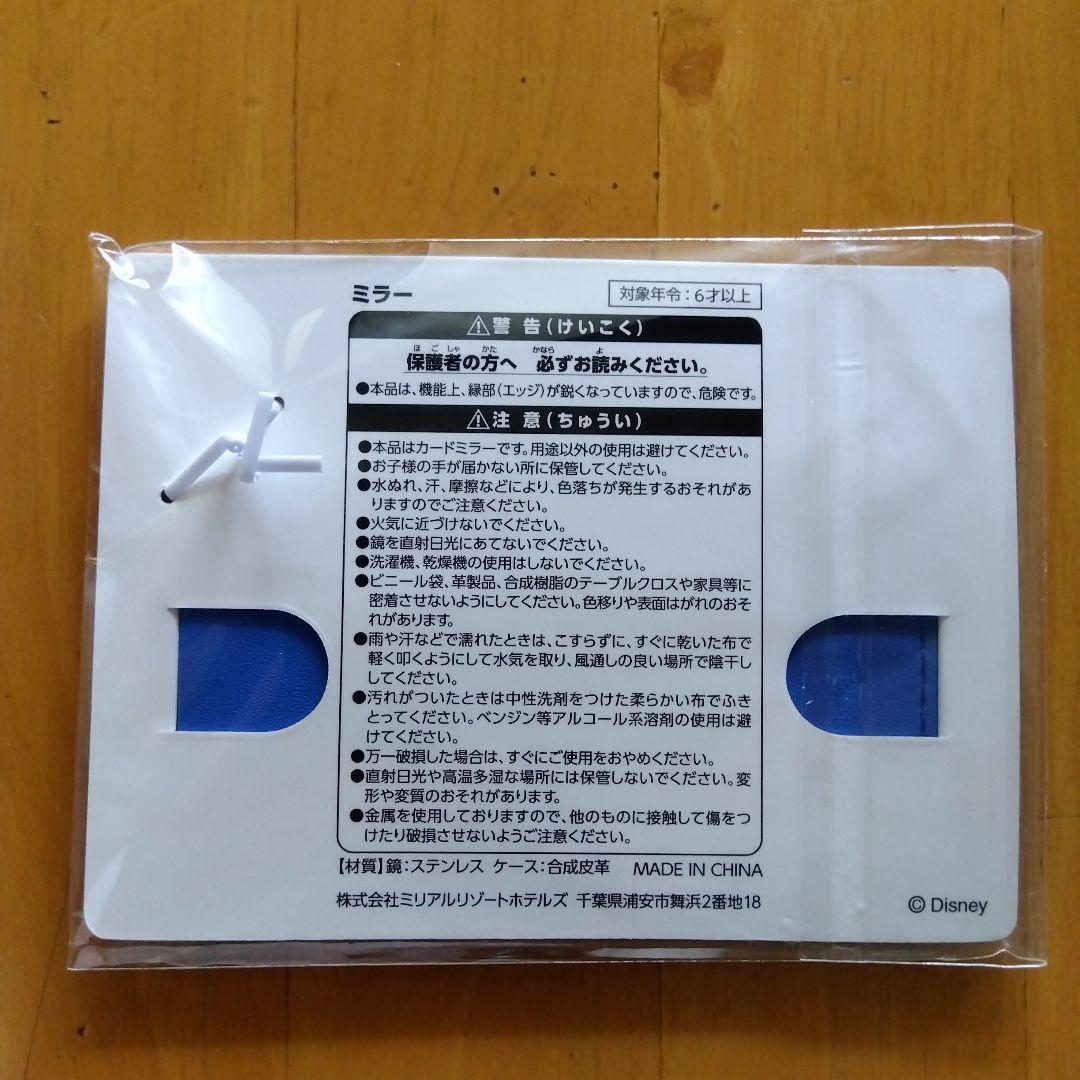 ミラー
対象年令：6才以上
⚠警 告（けいこく）
保護者の方へ 必ずお読みください。
●本品は、機能上、縁部（エッジ）が鋭くなっていますので、危険です。
⚠注 意（ちゅうい）
●本品はカードミラーです。用途以外の使用は避けてください。
●お子様の手が届かない所に保管してください。
●水ぬれ、汗、摩擦などにより、色落ちが発生するおそれがあ
りますのでご注意ください。
●火気に近づけないでください。
●鏡を直射日光にあてないでください。
●洗濯機、乾燥機の使用はしないでください。
●ビニール袋、革製品、合成樹脂のテーブルクロスや家具等に
密着させないようにしてください。色移りや表面はがれのおそ
れがあります。
●雨や汗などで濡れたときは、こすらずに、すぐに乾いた布で
軽く叩くようにして水気を取り、風通しの良い場所で陰干し
してください。
●汚れがついたときは中性洗剤をつけた柔らかい布でふき
とってください。ベンジン等アルコール系溶剤の使用は避
けてください。
●万一破損した場合は、すぐにご使用をおやめください。
●直射日光や高温多湿な場所には保管しないでください。変
形や変質のおそれがあります。
●金属を使用しておりますので、他のものに接触して傷をつ
けたり破損させないようご注意ください。
【材質】鏡：ステンレス ケース：合成皮革 MADE IN CHINA
株式会社ミリアルリゾートホテルズ 千葉県浦安市舞浜2番地18
© Disney